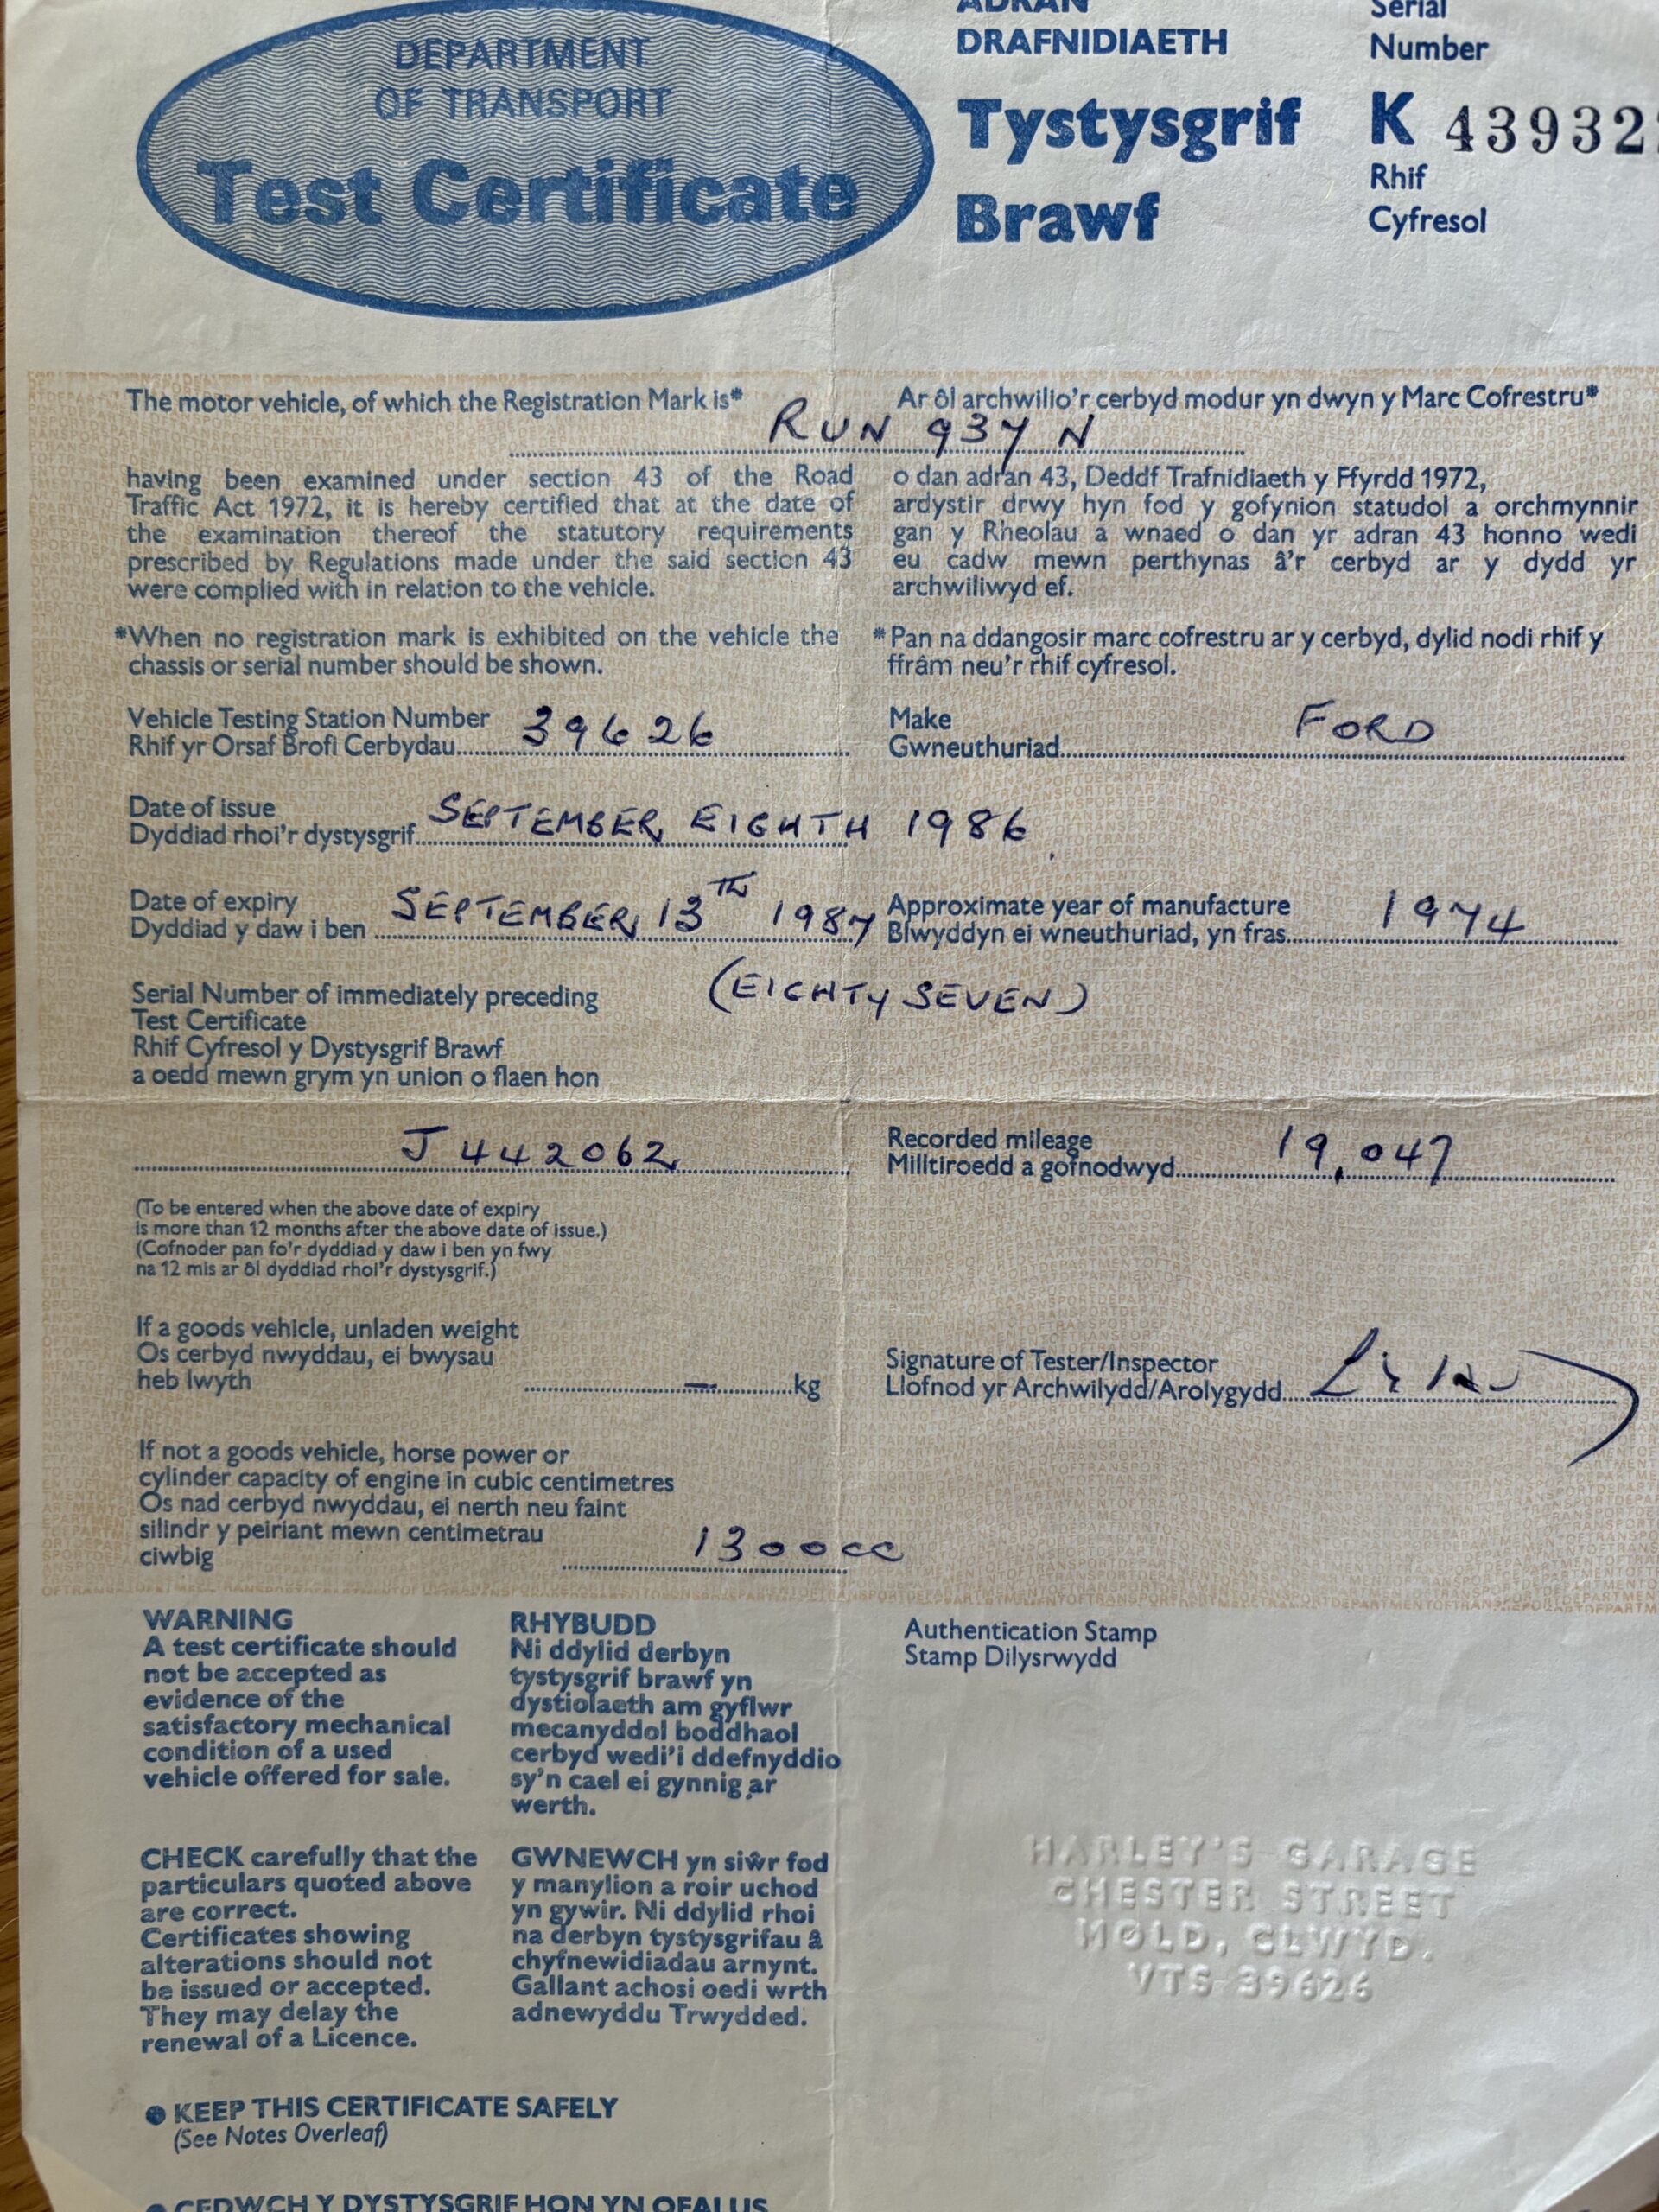 DEPARTMENT
OF TRANSPORT
Test Certificate
ADRAN
DRAFNIDIAETH
Tystysgrif
Brawf
Serial
Number
K 43932
Rhif
Cyfresol
The motor vehicle, of which the Registration Mark is*
Ar ôl archwilio'r cerbyd modur yn dwyn y Marc Cofrestru*
RUN 937 N
having been examined under section 43 of the Road
Traffic Act 1972, it is hereby certified that at the date of
the examination thereof the statutory requirements
prescribed by Regulations made under the said section 43
were complied with in relation to the vehicle.
o dan adran 43, Deddf Trafnidiaeth y Ffyrdd 1972,
ardystir drwy hyn fod y gofynion statudol a orchmynnir
gan y Rheolau a wnaed o dan yr adran 43 honno wedi
eu cadw mewn perthynas â'r cerbyd ar y dydd yr
archwiliwyd ef.
*When no registration mark is exhibited on the vehicle the
chassis or serial number should be shown.
*Pan na ddangosir marc cofrestru ar y cerbyd, dylid nodi rhif y
ffrâm neu'r rhif cyfresol.
Vehicle Testing Station Number
Rhif yr Orsaf Brofi Cerbydau 39626
Make
Gwneuthuriad FORD
Date of issue
Dyddiad rhoi'r dystysgrif SEPTEMBER EIGHTH 1986
Date of expiry
Dyddiad y daw i ben SEPTEMBER 13TH 1987
(EIGHTY SEVEN)
Approximate year of manufacture
Blwyddyn ei wneuthuriad, yn fras 1974
Serial Number of immediately preceding
Test Certificate
Rhif Cyfresol y Dystysgrif Brawf
a oedd mewn grym yn union o flaen hon
J 442062
Recorded mileage
Milltiroedd a gofnodwyd 19,047
(To be entered when the above date of expiry
is more than 12 months after the above date of issue.)
(Cofnoder pan fo'r dyddiad y daw i ben yn fwy
na 12 mis ar ôl dyddiad rhoi'r dystysgrif.)
If a goods vehicle, unladen weight
Os cerbyd nwyddau, ei bwysau
heb lwyth — kg
Signature of Tester/Inspector
Llofnod yr Archwilydd/Arolygydd
If not a goods vehicle, horse power or
cylinder capacity of engine in cubic centimetres
Os nad cerbyd nwyddau, ei nerth neu faint
silindr y peiriant mewn centimetrau
ciwbig 1300cc
WARNING
A test certificate should
not be accepted as
evidence of the
satisfactory mechanical
condition of a used
vehicle offered for sale.
RHYBUDD
Ni ddylid derbyn
tystysgrif brawf yn
dystiolaeth am gyflwr
mecanyddol boddhaol
cerbyd wedi'i ddefnyddio
sy'n cael ei gynnig ar
werth.
Authentication Stamp
Stamp Dilysrwydd
CHECK carefully that the
particulars quoted above
are correct.
Certificates showing
alterations should not
be issued or accepted.
They may delay the
renewal of a Licence.
GWNEWCH yn siŵr fod
y manylion a roir uchod
yn gywir. Ni ddylid rhoi
na derbyn tystysgrifau â
chyfnewidiadau arnynt.
Gallant achosi oedi wrth
adnewyddu Trwydded.
HARLEY'S GARAGE
CHESTER STREET
MOLD, CLWYD.
VTS 39626
● KEEP THIS CERTIFICATE SAFELY
(See Notes Overleaf)
● CEDWCH Y DYSTYSGRIF HON YN OFALUS